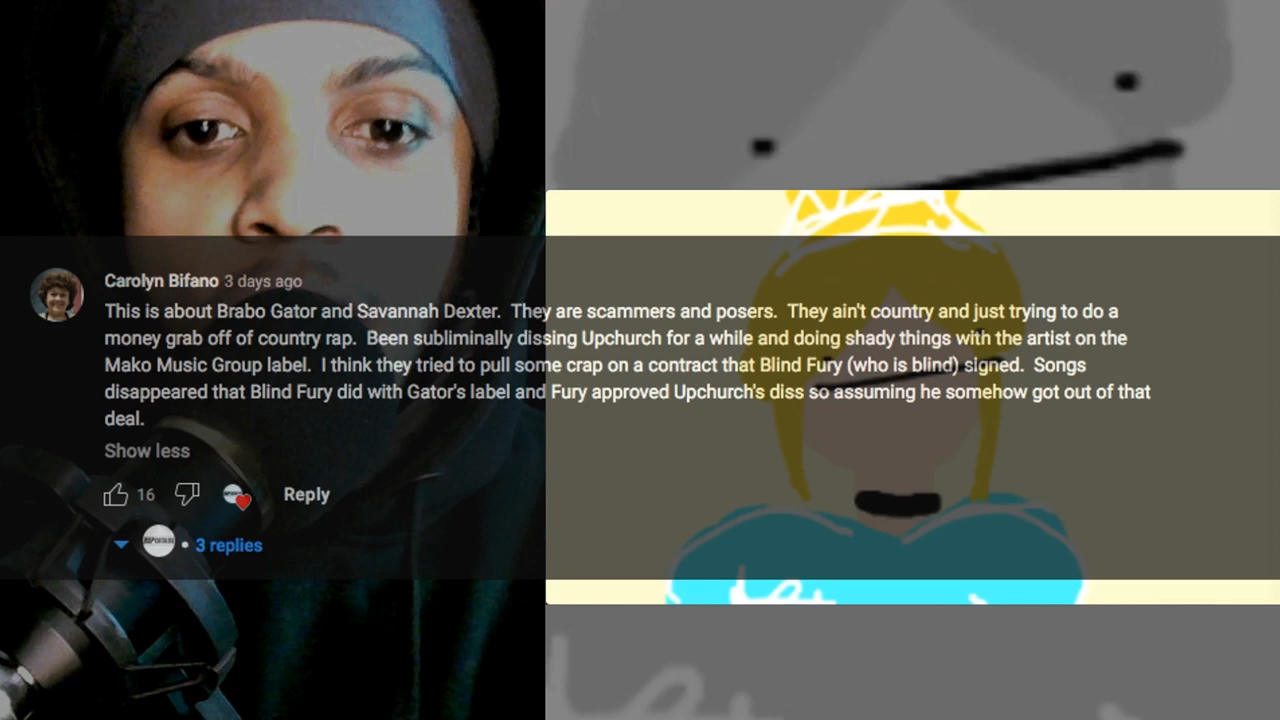 Carolyn Bifano 3 days ago
This is about Brabo Gator and Savannah Dexter.  They are scammers and posers.  They ain't country and just trying to do a
money grab off of country rap.  Been subliminally dissing Upchurch for a while and doing shady things with the artist on the
Mako Music Group label.  I think they tried to pull some crap on a contract that Blind Fury (who is blind) signed.  Songs
disappeared that Blind Fury did with Gator's label and Fury approved Upchurch's diss so assuming he somehow got out of that
deal.
Show less
16 Reply
3 replies